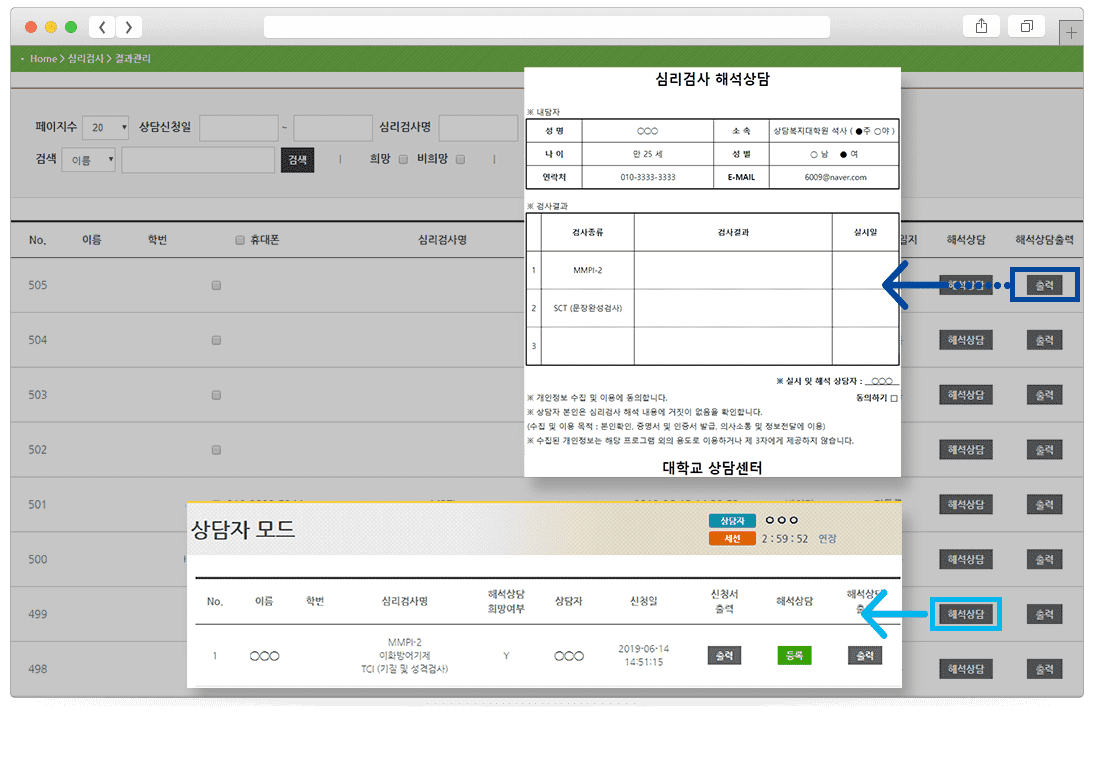 Home > 심리검사 > 결과관리
페이지수 20 상담신청일 ~ 심리검사명
검색 이름 검색 | 희망 비희망 |
No. 이름 학번 휴대폰 심리검사명 일지 해석상담 해석상담출력
505 출력
504 해석상담 출력
503 해석상담 출력
502 해석상담 출력
501 해석상담 출력
500 해석상담 출력
499 해석상담 출력
498 해석상담 출력
심리검사 해석상담
※ 내담자
성 명 ○○○ 소 속 상담복지대학원 석사 ( ●주 ○야 )
나 이 만 25 세 성 별 ○ 남 ● 여
연락처 010-3333-3333 E-MAIL 6009@naver.com
※ 검사결과
검사종류 검사결과 실시일
1 MMPI-2
2 SCT (문장완성검사)
3
※ 실시 및 해석 상담자 : ○○○
※ 개인정보 수집 및 이용에 동의합니다. 동의하기 □
※ 상담자 본인은 심리검사 해석 내용에 거짓이 없음을 확인합니다.
(수집 및 이용 목적 : 본인확인, 증명서 및 인증서 발급, 의사소통 및 정보전달에 이용)
※ 수집된 개인정보는 해당 프로그램 외의 용도로 이용하거나 제 3자에게 제공하지 않습니다.
대학교 상담센터
상담자 모드
상담자 ○○○
세션 2 : 59 : 52 연장
No. 이름 학번 심리검사명 해석상담 희망여부 상담자 신청일 신청서 출력 해석상담 해석상담
1 ○○○ MMPI-2 Y ○○○ 2019-06-14 출력 등록 출력
이화방어기제 14:51:15
TCI (기질 및 성격검사)